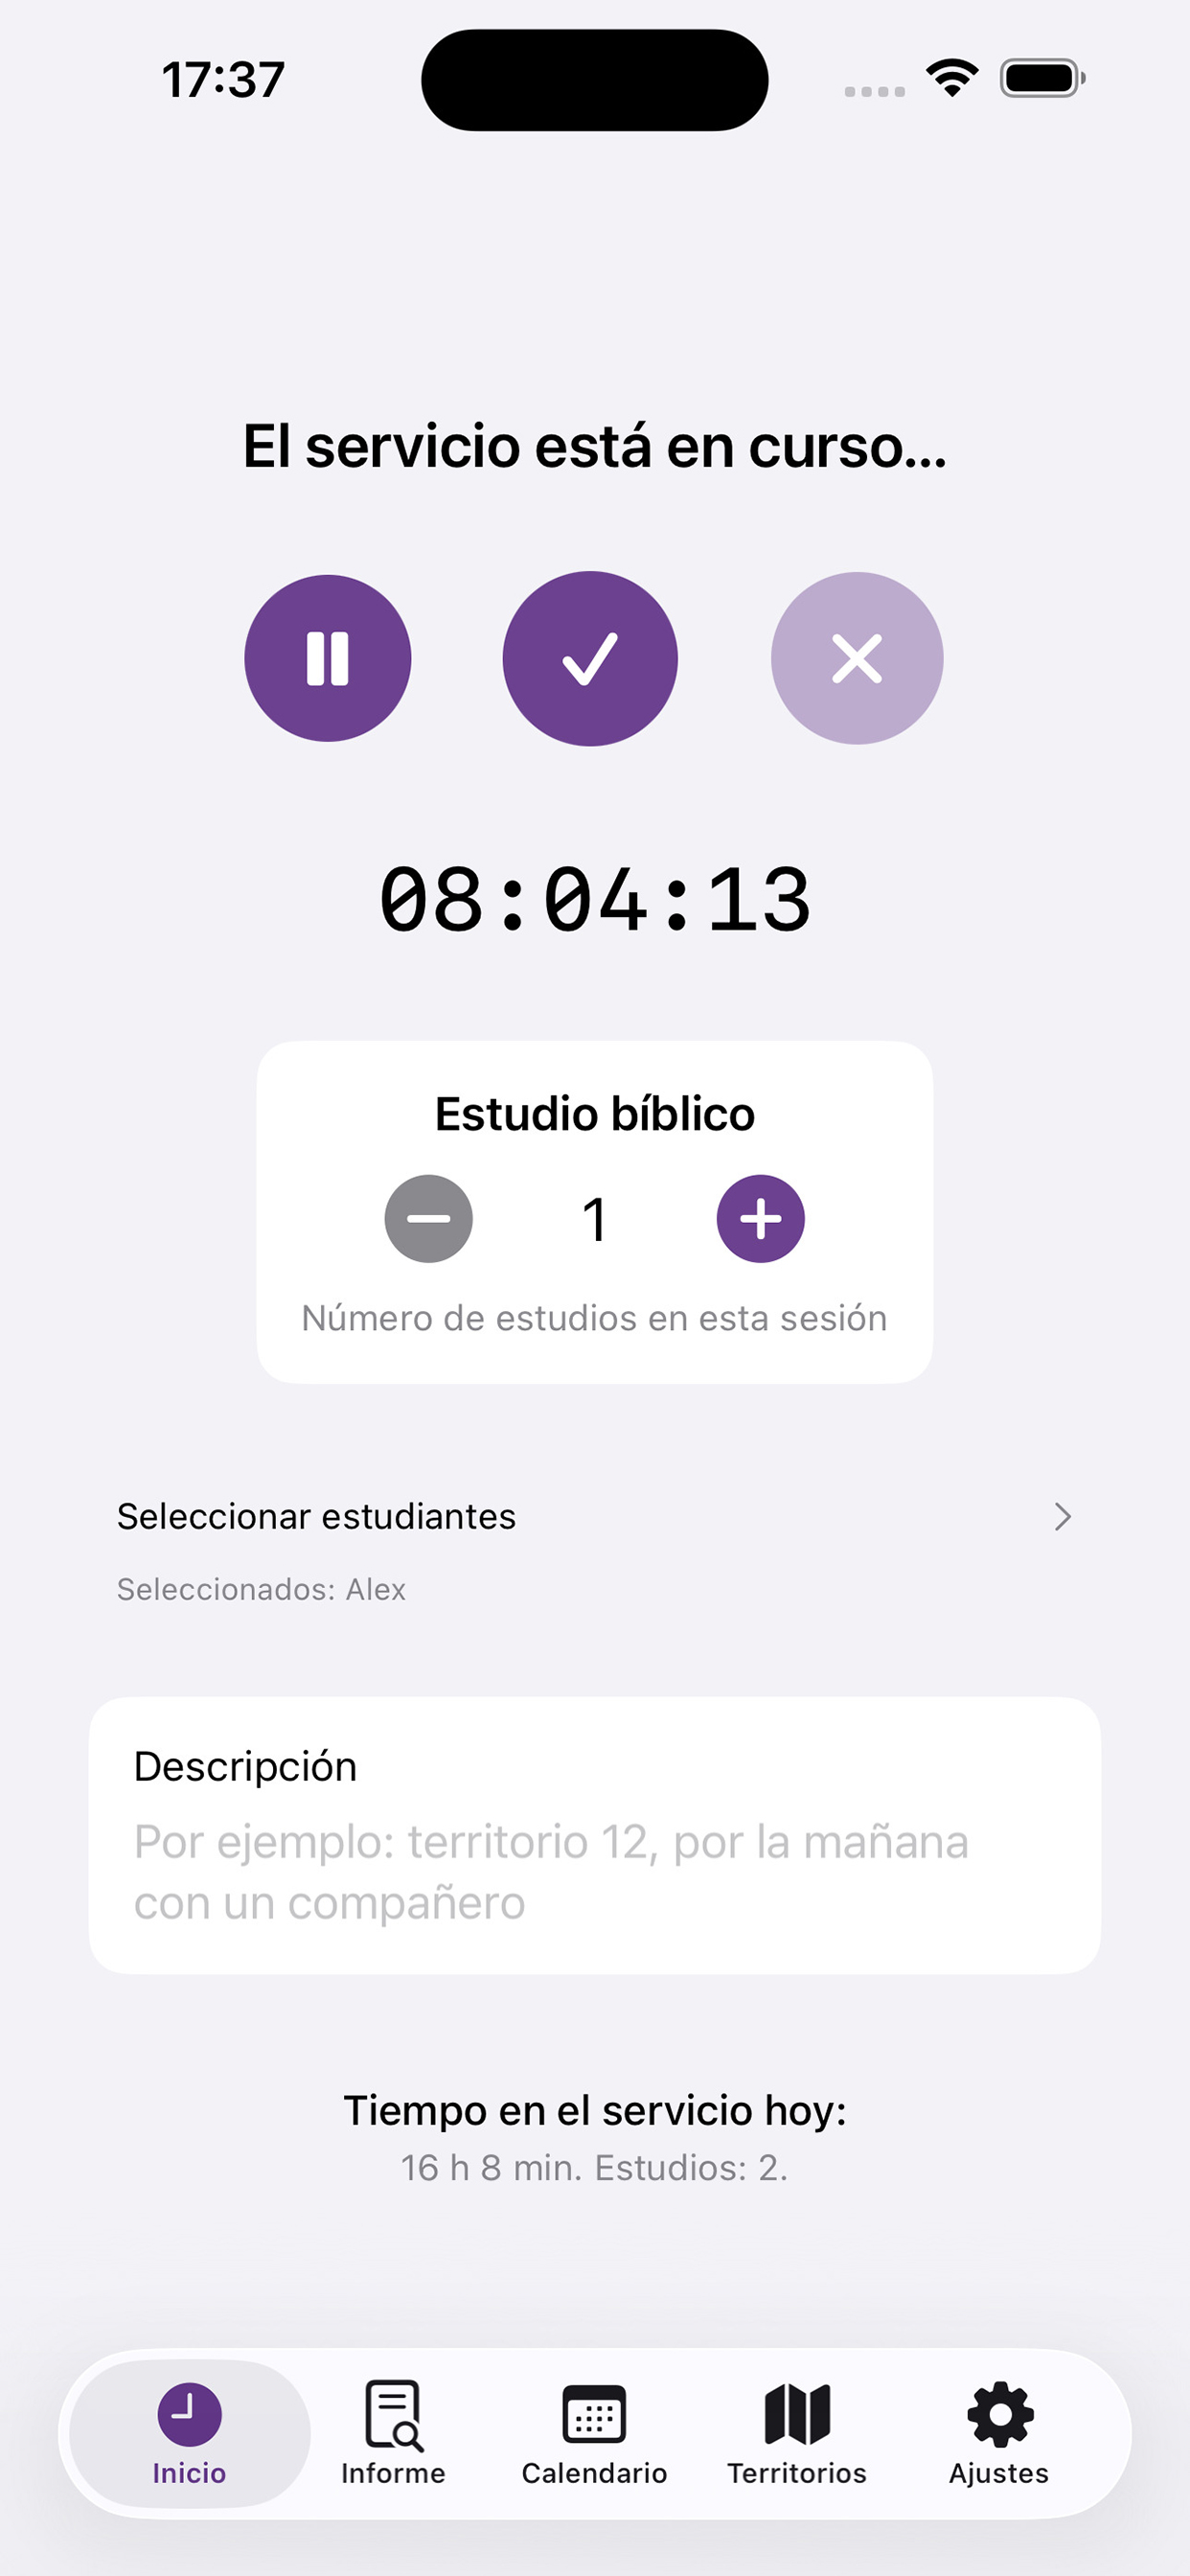 17:37
El servicio está en curso...
08:04:13
Estudio bíblico
1
Número de estudios en esta sesión
Seleccionar estudiantes
Seleccionados: Alex
Descripción
Por ejemplo: territorio 12, por la mañana
con un compañero
Tiempo en el servicio hoy:
16 h 8 min. Estudios: 2.
Inicio
Informe
Calendario
Territorios
Ajustes